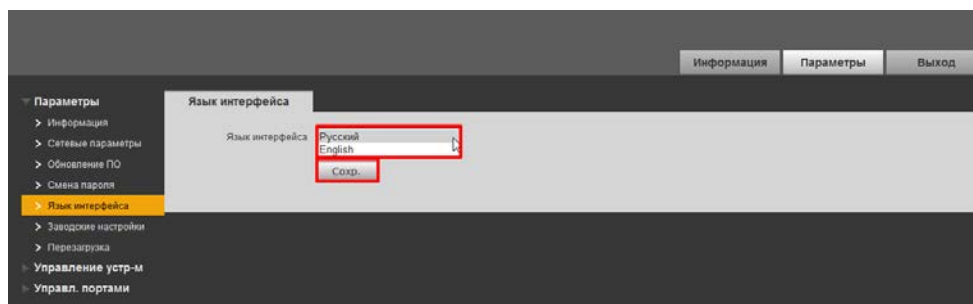 Информация Параметры Выход
Параметры
Информация
Сетевые параметры
Обновление ПО
Смена пароля
Язык интерфейса
Заводские настройки
Перезагрузка
Управление устр-м
Управл. портами
Язык интерфейса
Язык интерфейса Русский
English
Сохр.